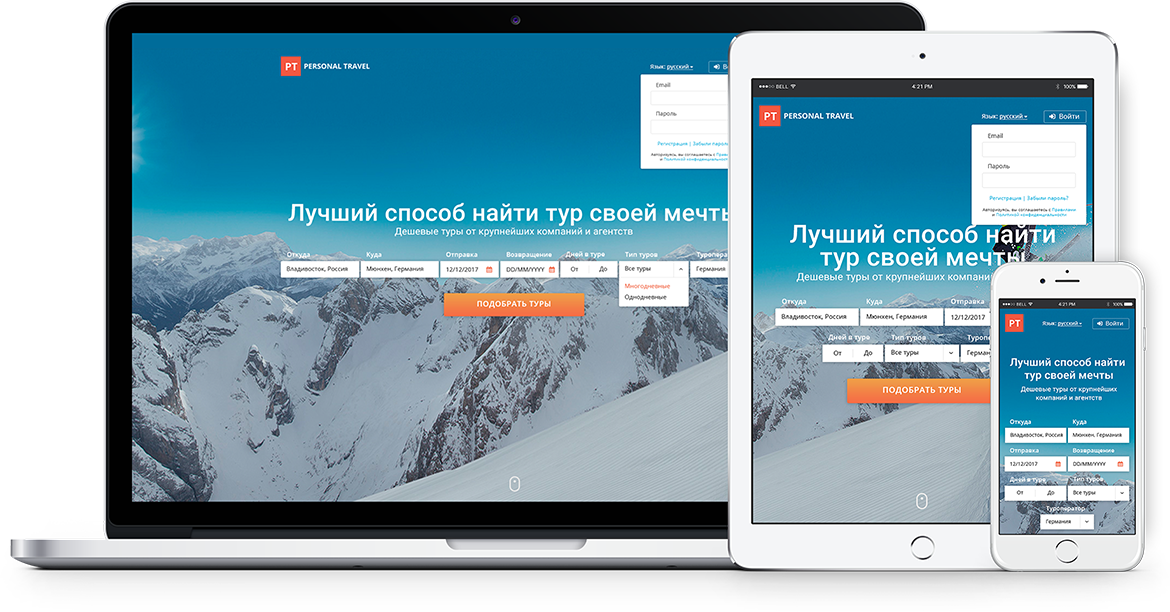 PT PERSONAL TRAVEL
Язык: русский
Email
Пароль
Регистрация | Забыли пароль
Авторизуясь, вы соглашаетесь с
и Политикой конфиденциальности
Лучший способ найти тур своей мечты
Дешевые туры от крупнейших компаний и агентств
Откуда Куда Отправка Возвращение Дней в туре Тип туров Туропера
Владивосток, Россия Мюнхен, Германия 12/12/2017 DD/MM/YYYY От До Все туры Германия
Многодневные
Однодневные
ПОДОБРАТЬ ТУРЫ
BELL 4:21 PM 100%
PT PERSONAL TRAVEL Язык: русский Войти
Email
Пароль
Регистрация | Забыли пароль?
Авторизуясь, вы соглашаетесь с Правилами
и Политикой конфиденциальности
Лучший способ найти
тур своей мечты
Дешевые туры от крупнейших компаний
Откуда Куда Отправка
Владивосток, Россия Мюнхен, Германия 12/12/2017
Дней в туре Тип туров Туропе
От До Все туры Герман
ПОДОБРАТЬ ТУРЫ
BELL 4:21 PM 100%
PT Язык: русский Войти
Лучший способ найти
тур своей мечты
Дешевые туры от крупнейших
компаний и агентств
Откуда Куда
Владивосток, Россия Мюнхен, Германия
Отправка Возвращение
12/12/2017 DD/MM/YYYY
Дней в туре Тип туров
От До Все туры
Туроператор
Германия